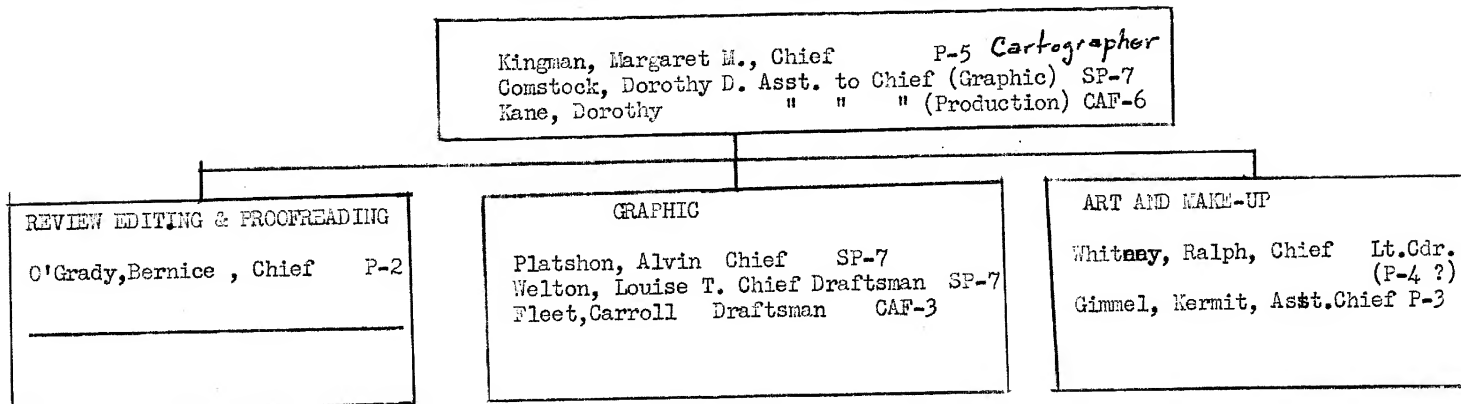 Kingman, Margaret M., Chief P-5 Cartographer
Comstock, Dorothy D. Asst. to Chief (Graphic) SP-7
Kane, Dorothy " " " (Production) CAF-6
REVIEW EDITING & PROOFREADING
O'Grady,Bernice , Chief P-2
GRAPHIC
Platshon, Alvin Chief SP-7
Welton, Louise T. Chief Draftsman SP-7
Fleet,Carroll Draftsman CAF-3
ART AND MAKE-UP
Whitney, Ralph, Chief Lt.Cdr.
(P-4 ?)
Gimmel, Kermit, Asst.Chief P-3